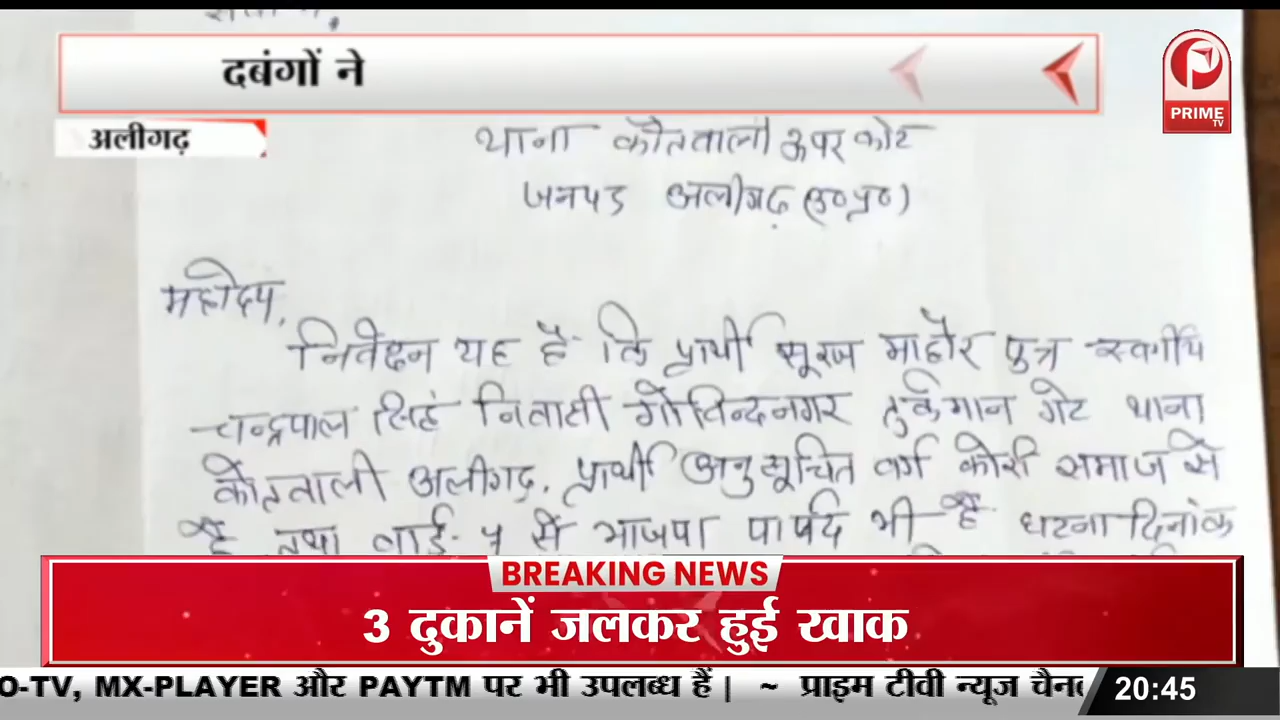 दबंगों ने
PRIME
TV
अलीगढ़
थाना कोतवाली ऊपर कोट
जनपद अलीगढ़ (उ०प्र०)
महोदय,
निवेदन यह है कि प्रार्थी सूरज माहौर पुत्र स्वर्गीय
चन्द्रपाल सिंह निवासी गोविन्दनगर तुर्कमान गेट थाना
कोतवाली अलीगढ़. प्रार्थी अनुसूचित वर्ग कोरी समाज से
है तथा वार्ड- 5 से भाजपा पार्षद भी है घटना दिनांक
BREAKING NEWS
3 दुकानें जलकर हुई खाक
O-TV, MX-PLAYER और PAYTM पर भी उपलब्ध हैं | ~ प्राइम टीवी न्यूज चैनल
20:45